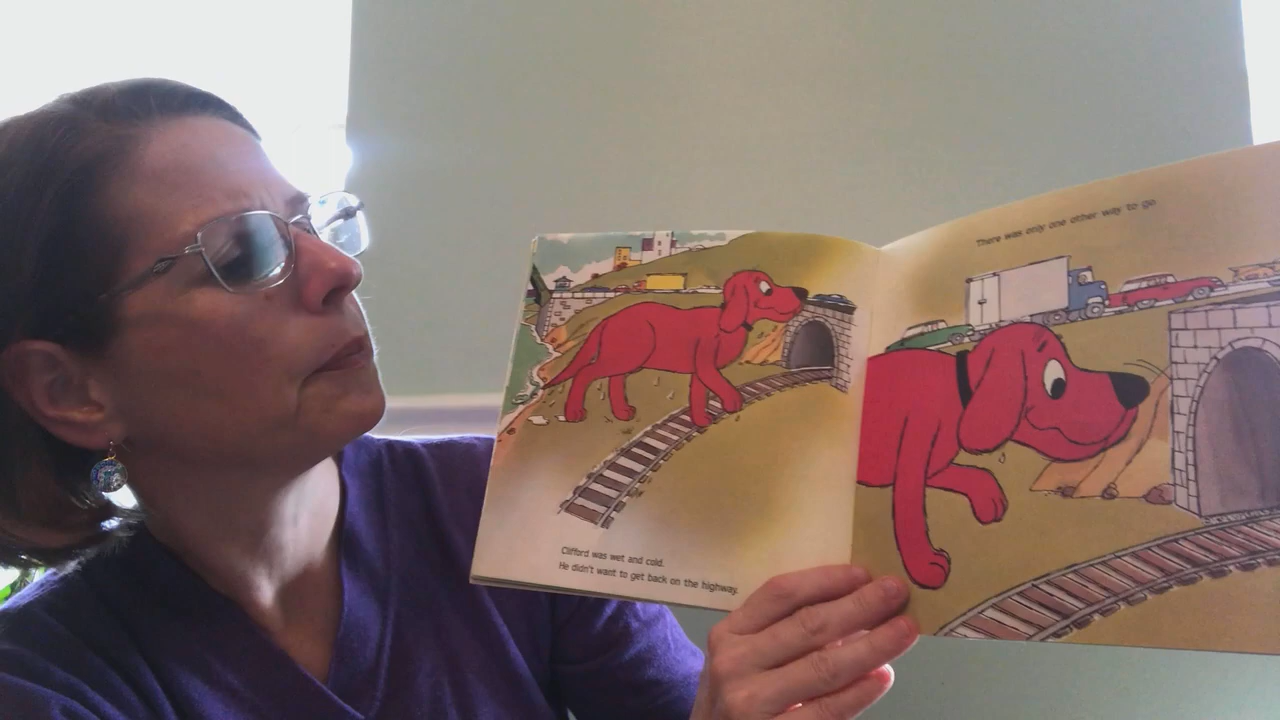 Clifford was wet and cold.
He didn't want to get back on the highway.
There was only one other way to go